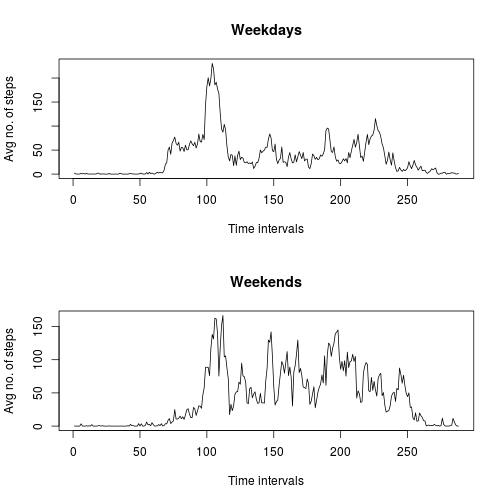 Weekdays
Avg no. of steps
0 50 150
0 50 100 150 200 250
Time intervals
Weekends
Avg no. of steps
0 50 100 150
0 50 100 150 200 250
Time intervals